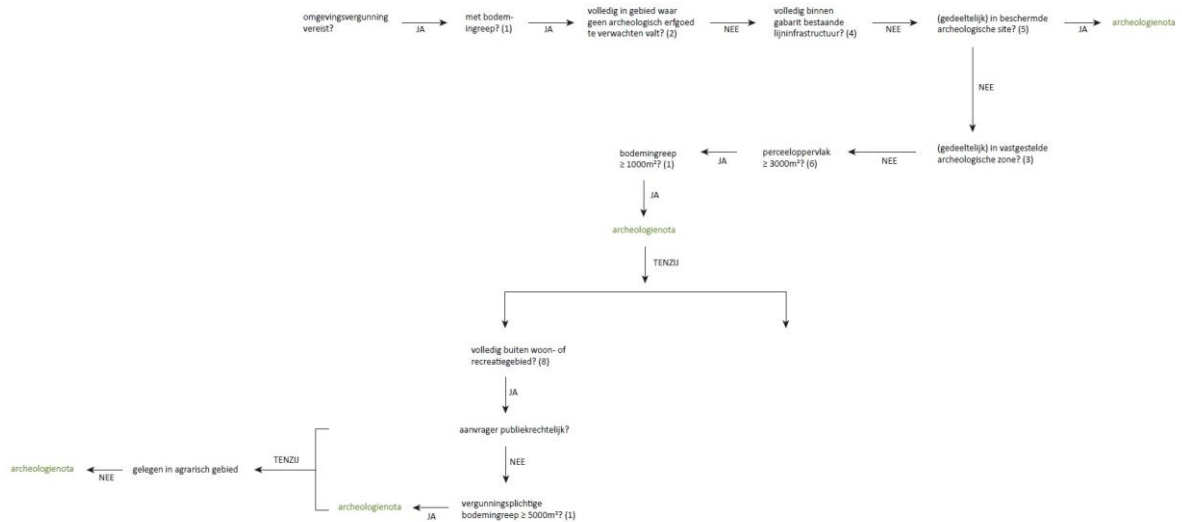 omgevingsvergunning
vereist?
JA
met bodem-
ingreep? (1)
JA
volledig in gebied waar
geen archeologisch erfgoed
te verwachten valt? (2)
NEE
volledig binnen
gabarit bestaande
lijninfrastructuur? (4)
NEE
(gedeeltelijk) in beschermde
archeologische site? (5)
JA
archeologienota
NEE
(gedeeltelijk) in vastgestelde
archeologische zone? (3)
NEE
perceeloppervlak
≥ 3000m²? (6)
JA
bodemingreep
≥ 1000m²? (1)
JA
archeologienota
TENZIJ
volledig buiten woon- of
recreatiegebied? (8)
JA
aanvrager publiekrechtelijk?
NEE
vergunningsplichtige
bodemingreep ≥ 5000m²? (1)
JA
archeologienota
TENZIJ
gelegen in agrarisch gebied
NEE
archeologienota